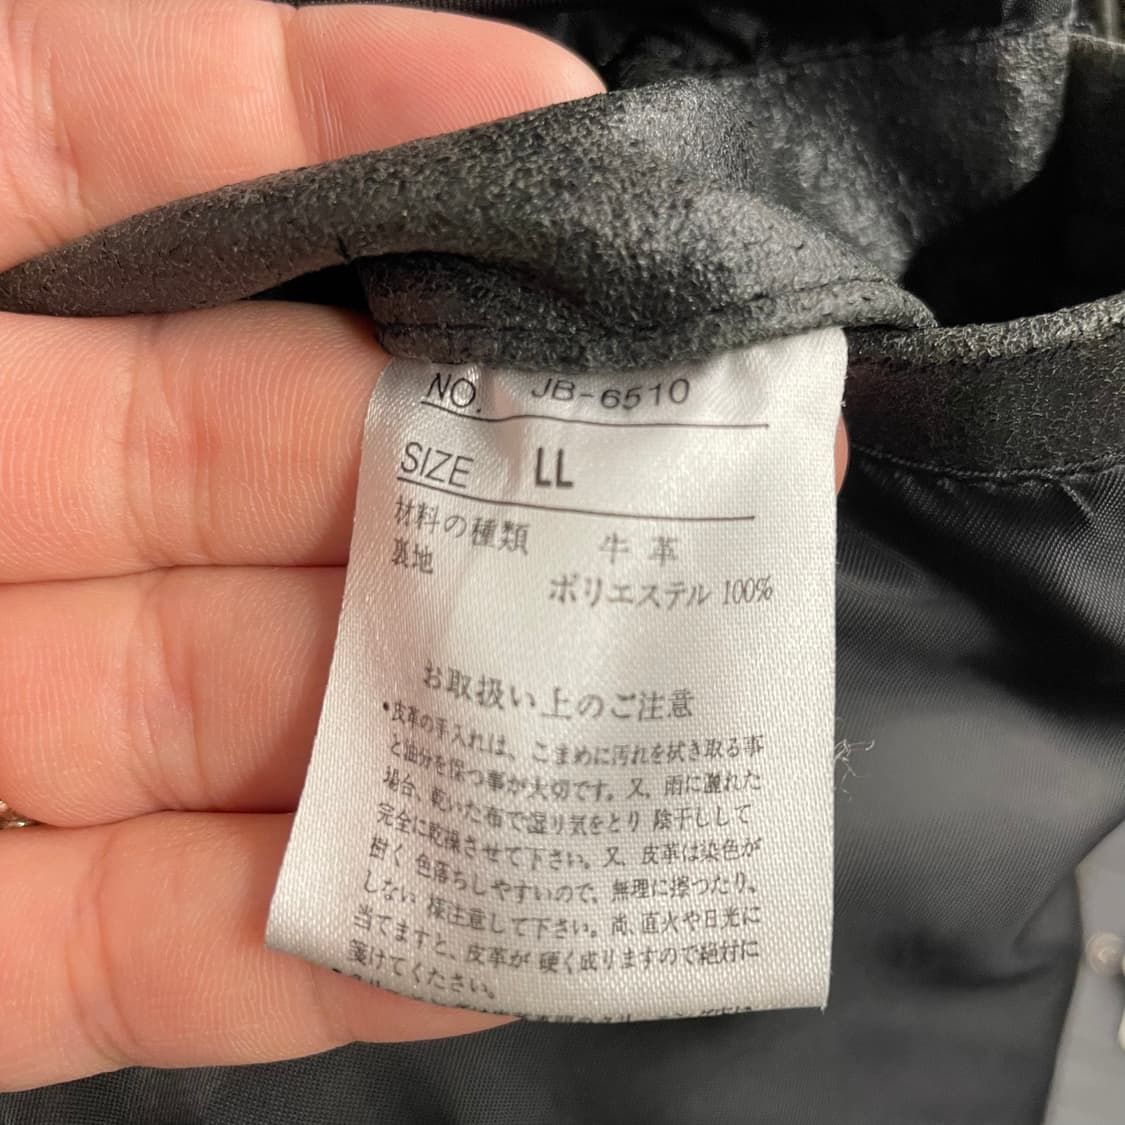 NO. JB-6510
SIZE LL
材料の種類 牛革
裏地 ポリエステル 100%
お取扱い上のご注意
•皮革の手入れは、こまめに汚れを拭き取る事
と油分を保つ事が大切です。又、雨に濡れた
場合、乾いた布で湿り気をとり 陰干しして
完全に乾燥させて下さい。又、皮革は染色が
樹く 色落ちしやすいので、無理に擦つたり、
しない 様注意して下さい。尚、直火や日光に
当てますと、皮革が 硬く成りますので絶対に
箋けてください。